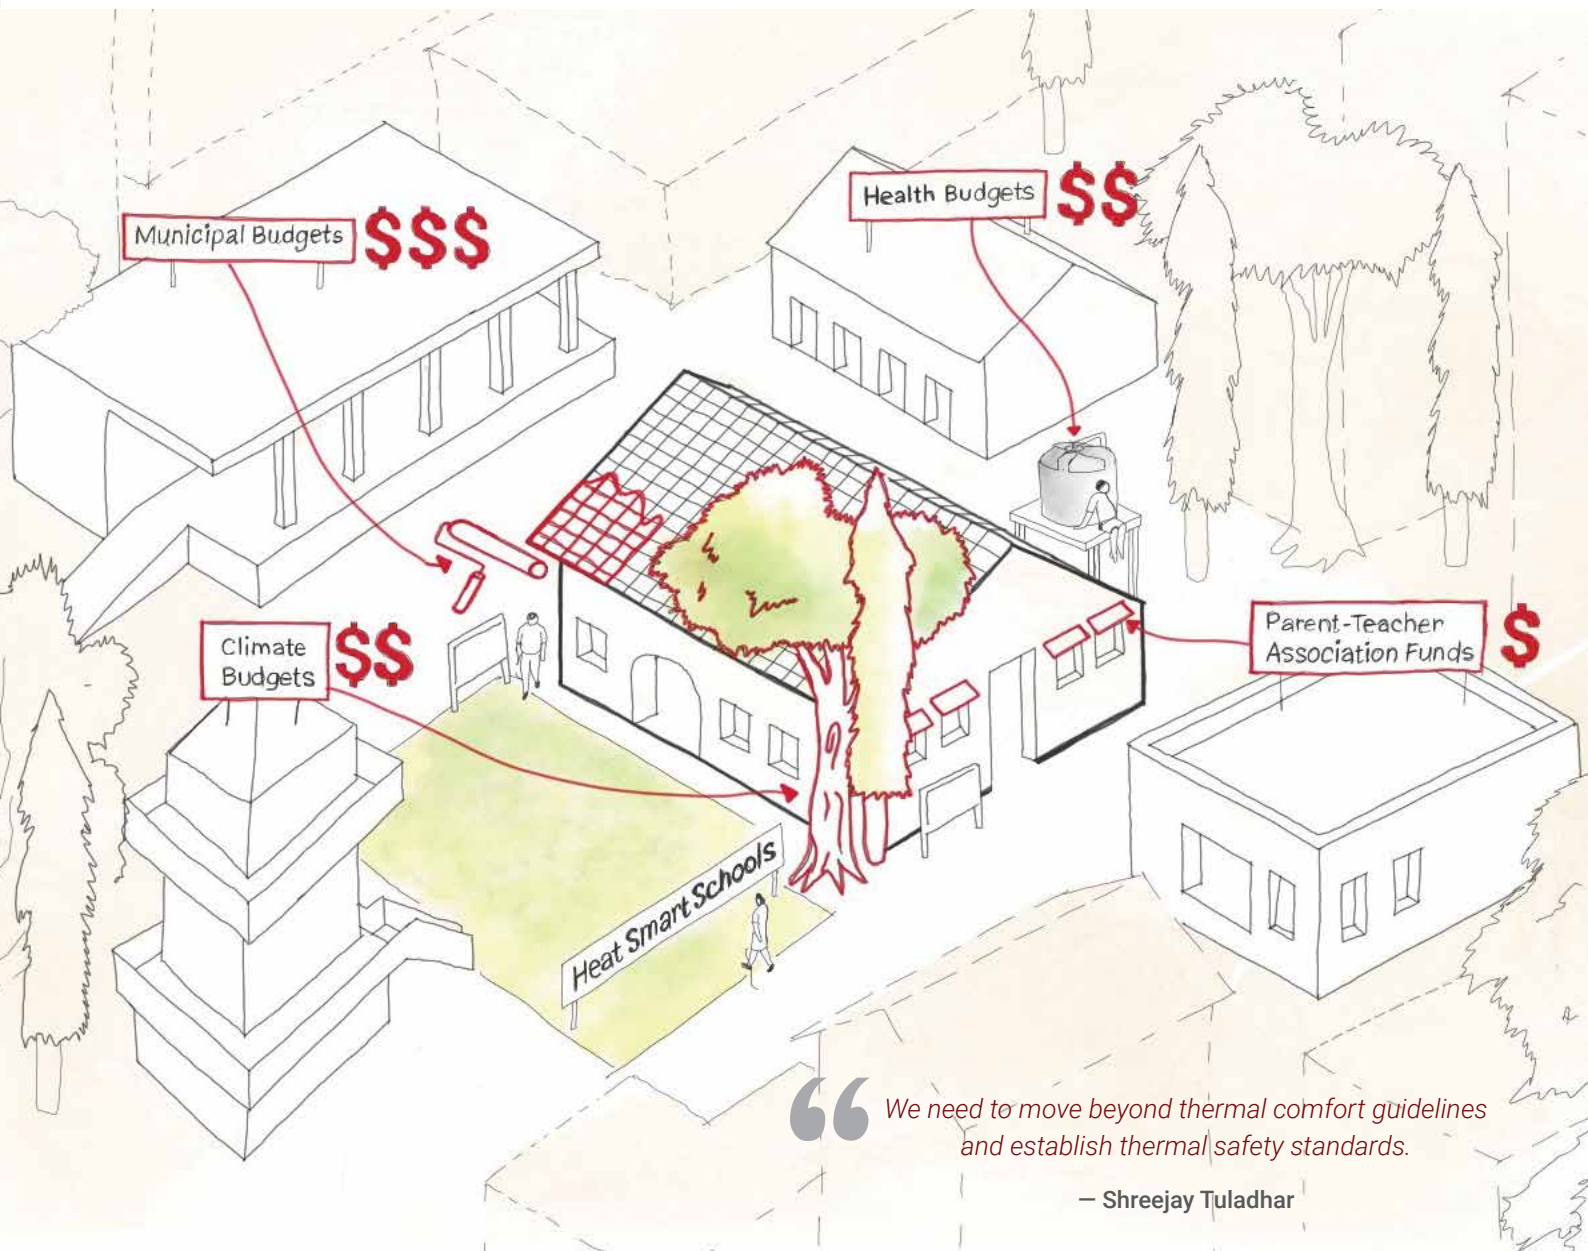 Municipal Budgets
$$$
Health Budgets
$$
Climate
Budgets
$$
Parent-Teacher
Association Funds
$
Heat Smart Schools
“
We need to move beyond thermal comfort guidelines
and establish thermal safety standards.
— Shreejay Tuladhar